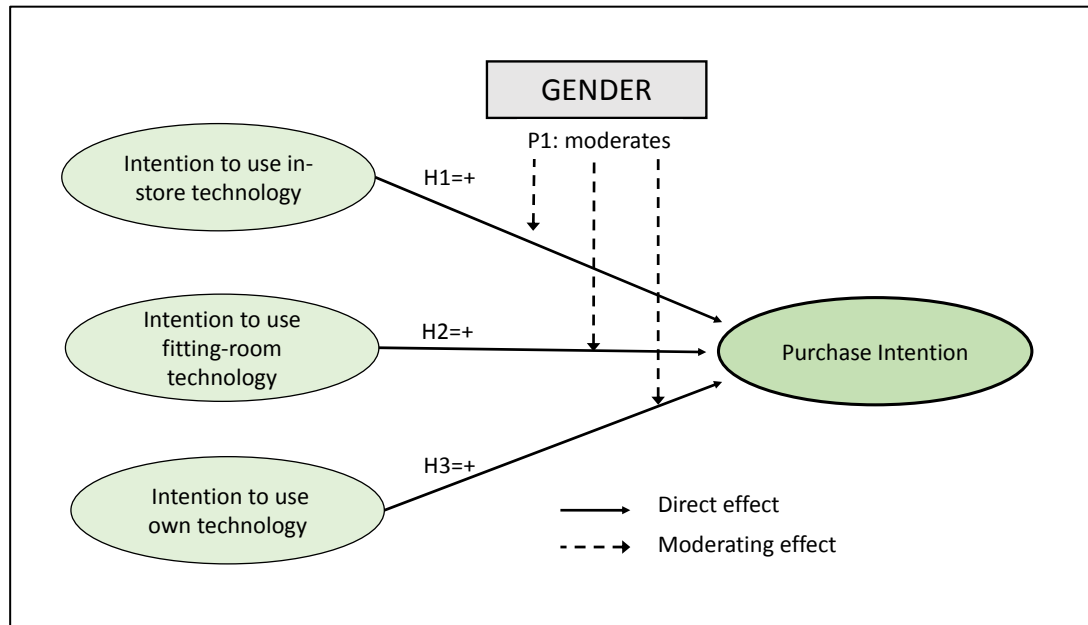 GENDER
P1: moderates
Intention to use in-
store technology
H1=+
Intention to use
fitting-room
technology
H2=+
Purchase Intention
H3=+
Intention to use
own technology
Direct effect
Moderating effect